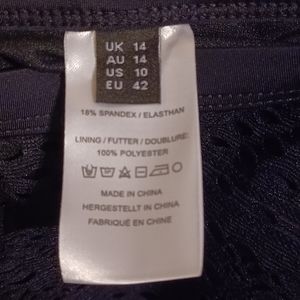 UK 14
AU 14
US 10
EU 42
18% SPANDEX / ELASTHAN
LINING / FUTTER / DOUBLURE:
100% POLYESTER
MADE IN CHINA
HERGESTELLT IN CHINA
FABRIQUÉ EN CHINE